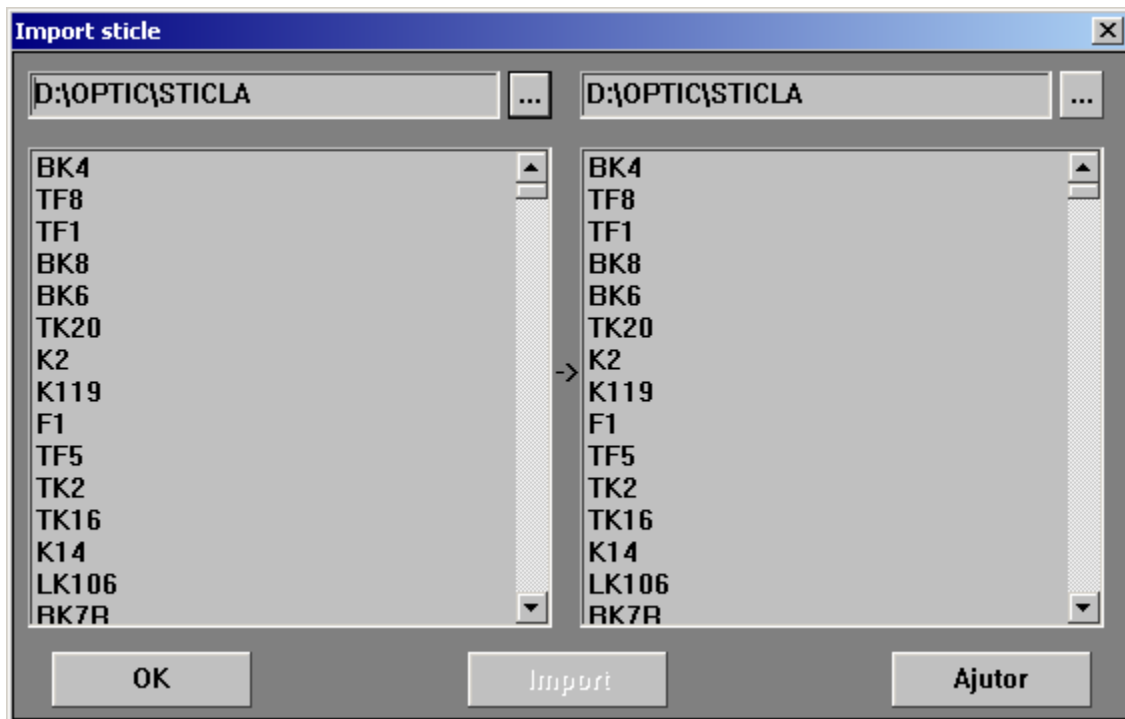 Import sticle
D:\OPTIC\STICLA
...
D:\OPTIC\STICLA
...
BK4
TF8
TF1
BK8
BK6
TK20
K2
K119
F1
TF5
TK2
TK16
K14
LK106
->
BK4
TF8
TF1
BK8
BK6
TK20
K2
K119
F1
TF5
TK2
TK16
K14
LK106
OK
Import
Ajutor